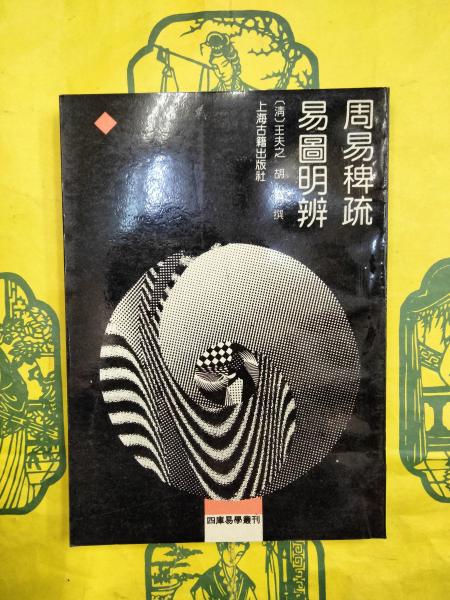 周易稗疏
易圖明辨
〔清〕王夫之 胡 撰
上海古籍出版社
四庫易學叢刊